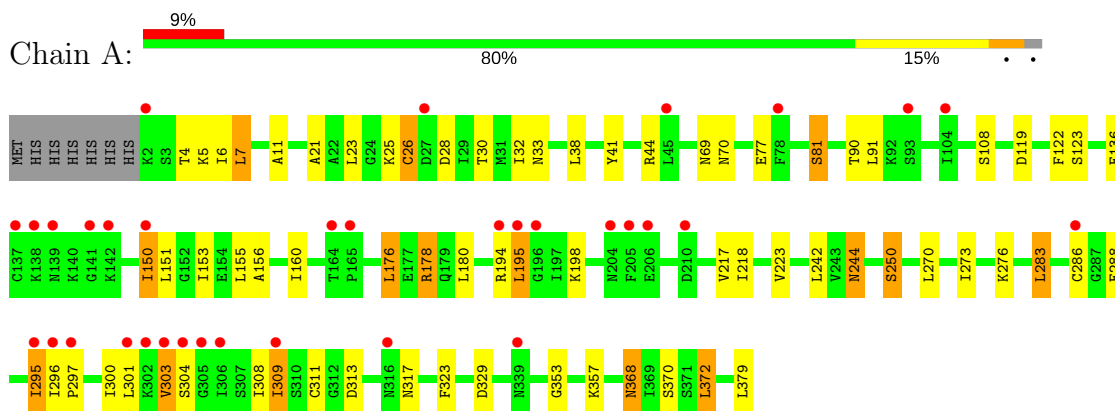 9%
Chain A:
80% 15% • •
MET HIS HIS HIS HIS HIS K2 S3 T4 K5 I6 L7 A11 A21 A22 L23 G24 K25 C26 D27 D28 I29 T30 M31 I32 N33 L38 Y41 R44 L45 N69 N70 E77 F78 S81 T90 L91 K92 S93 I104 S108 D119 F122 S123
C137 K138 N139 K140 G141 K142 I150 L151 G152 I153 E154 L155 A156 I160 T164 P165 L176 E177 R178 Q179 L180 R194 L195 G196 I197 K198 N204 F205 E206 D210 V217 I218 V223 L242 V243 N244 S250 L270 I273 K276 L283 C286 G287
I295 I296 P297 I300 L301 K302 V303 S304 G305 I306 S307 I308 I309 S310 C311 G312 D313 N316 N317 F323 D329 N339 G353 K357 N368 I369 S370 S371 L372 L379